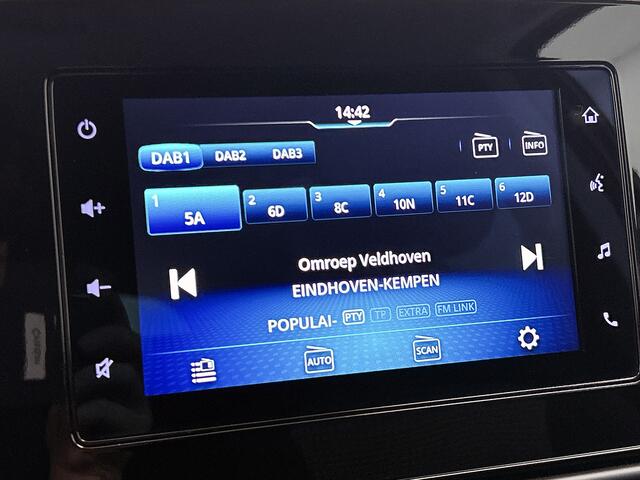 14:42
DAB1 DAB2 DAB3 PTY INFO
1 5A 2 6D 3 8C 4 10N 5 11C 6 12D
Omroep Veldhoven
EINDHOVEN-KEMPEN
POPULAI- PTY TP EXTRA FM LINK
AUTO SCAN